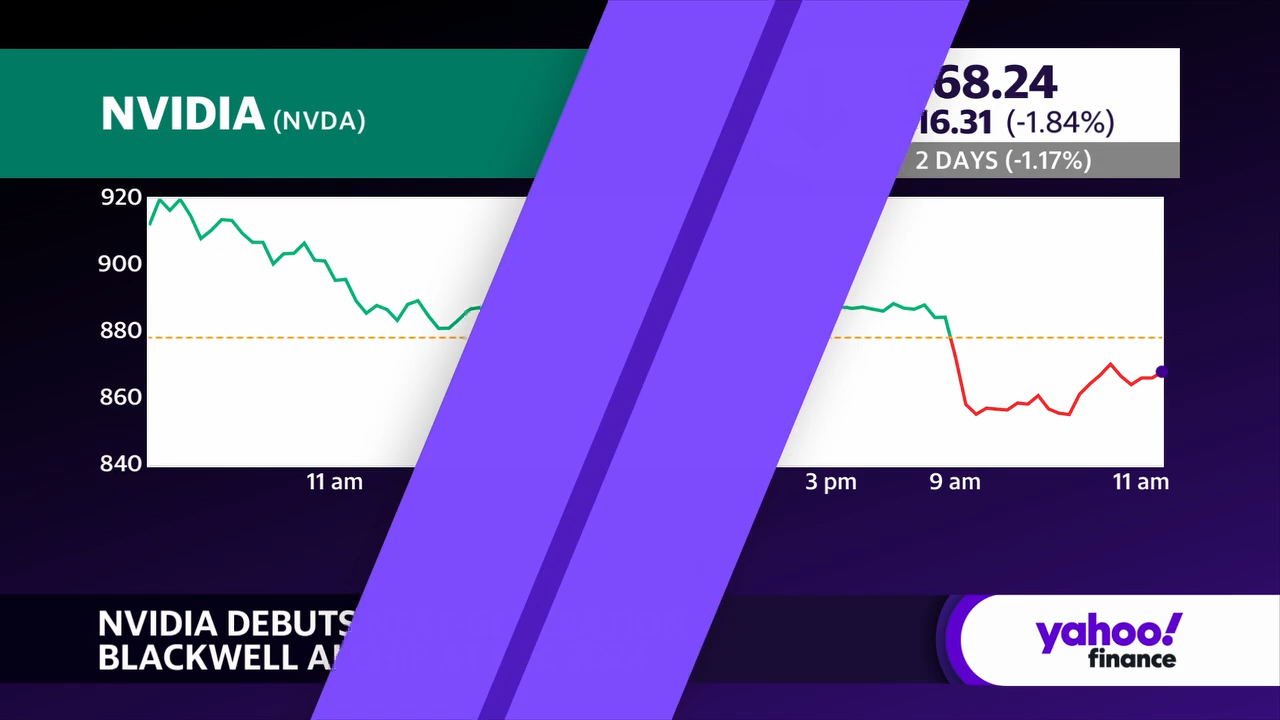 NVIDIA (NVDA)
68.24
16.31 (-1.84%)
2 DAYS (-1.17%)
920
900
880
860
840
11 am
3 pm
9 am
11 am
NVIDIA DEBUTS
BLACKWELL
yahoo!
finance